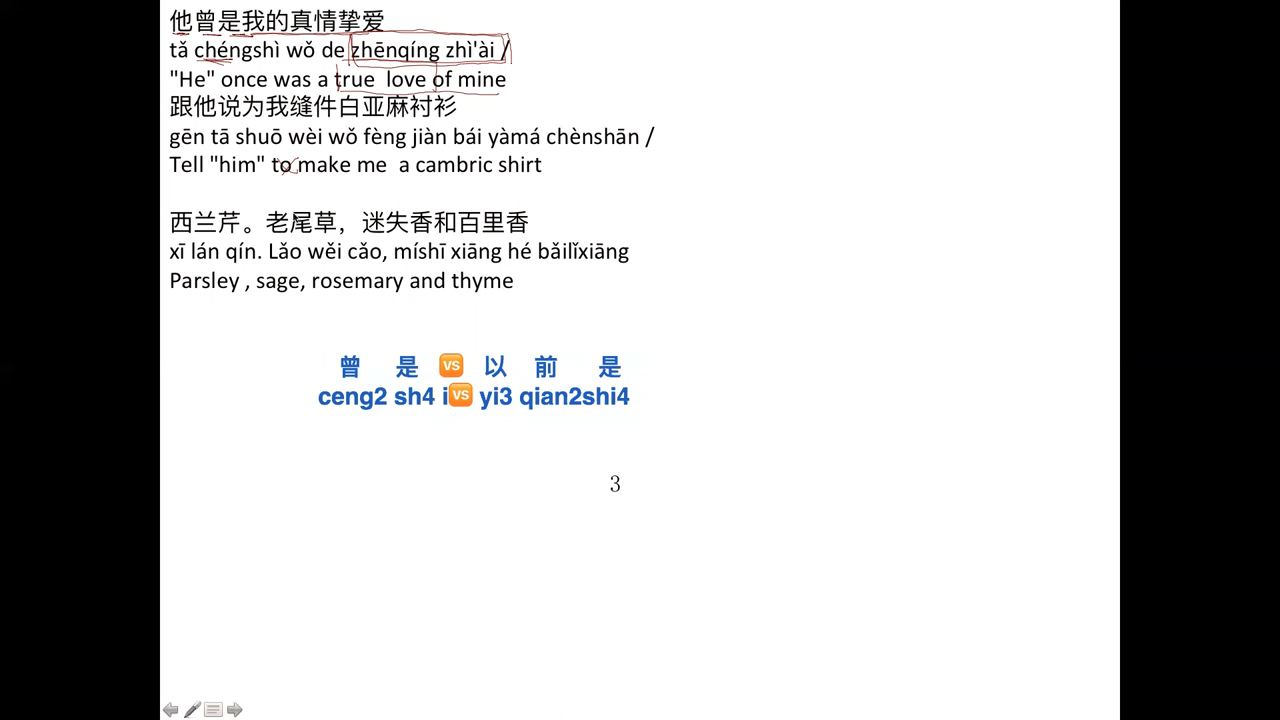 他曾是我的真情挚爱
tǎ chéngshì wǒ de zhēnqíng zhì'ài /
"He" once was a true love of mine
跟他说为我缝件白亚麻衬衫
gēn tā shuō wèi wǒ fèng jiàn bái yàmá chènshān /
Tell "him" to make me a cambric shirt
西兰芹。老尾草，迷失香和百里香
xī lán qín. Lǎo wěi cǎo, míshī xiāng hé bǎilǐxiāng
Parsley , sage, rosemary and thyme
曾 是 🆚 以 前 是
ceng2 sh4 i🆚 yi3 qian2shi4
3